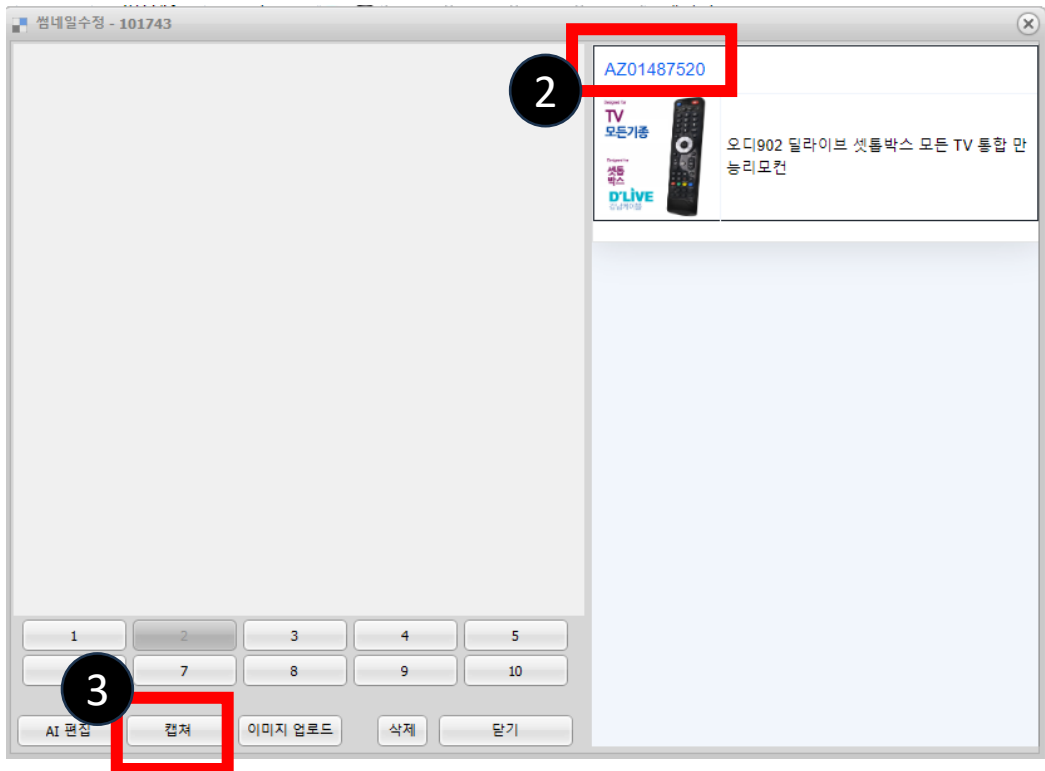 썸네일수정 - 101743
2
AZ01487520
TV
모든기종
셋톱
박스
D'LIVE
오디902 딜라이브 셋톱박스 모든 TV 통합 만
능리모컨
1 2 3 4 5
7 8 9 10
3
AI 편집 캡쳐 이미지 업로드 삭제 닫기